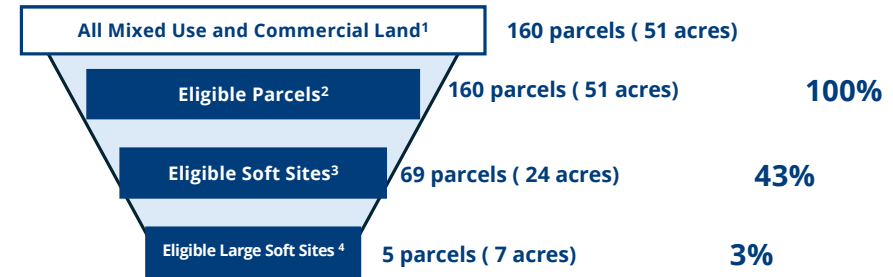 All Mixed Use and Commercial Land¹ 160 parcels ( 51 acres)
Eligible Parcels² 160 parcels ( 51 acres) 100%
Eligible Soft Sites³ 69 parcels ( 24 acres) 43%
Eligible Large Soft Sites ⁴ 5 parcels ( 7 acres) 3%